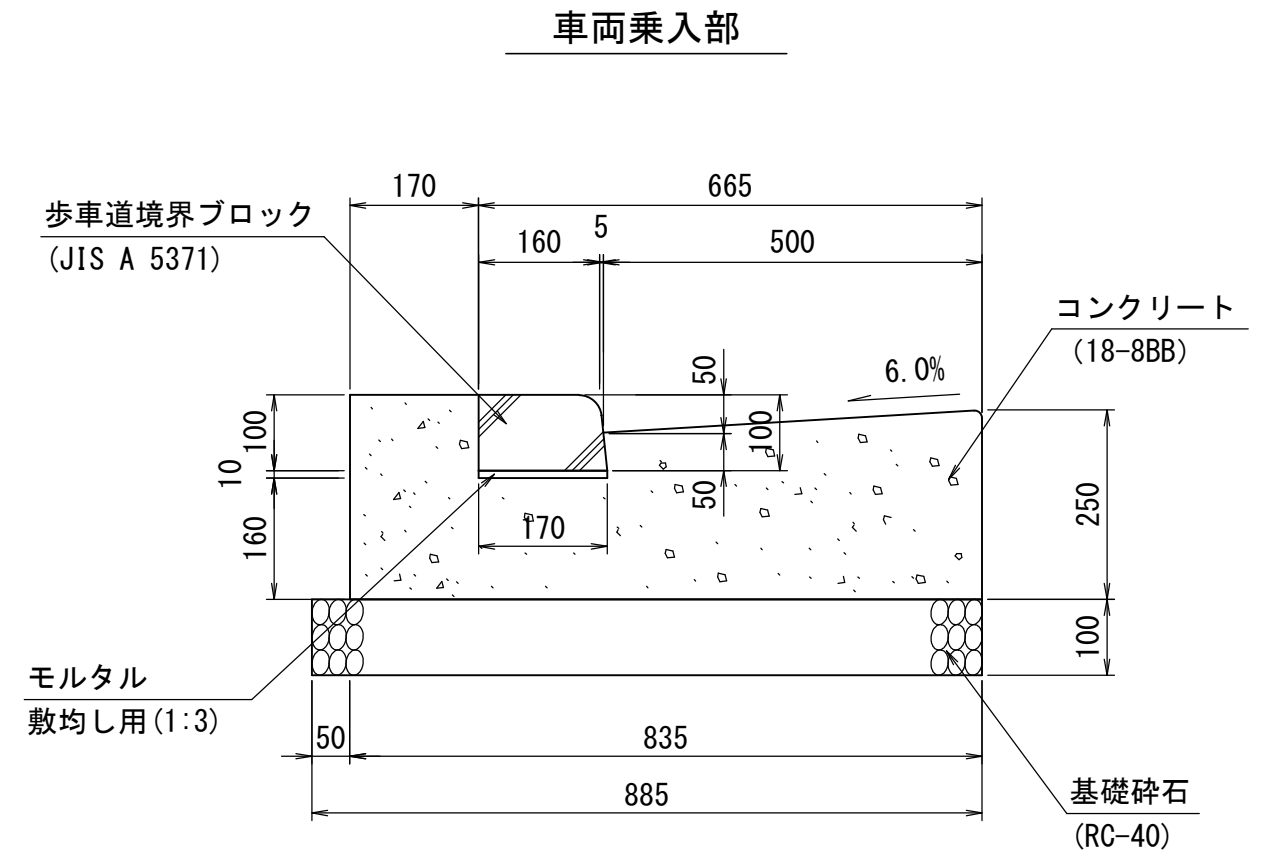 車両乗入部
170
665
歩車道境界ブロック
(JIS A 5371)
5
160
500
コンクリート
(18-8BB)
50
6.0%
100
100
10
50
250
160
170
100
モルタル
敷均し用(1:3)
50
835
885
基礎砕石
(RC-40)